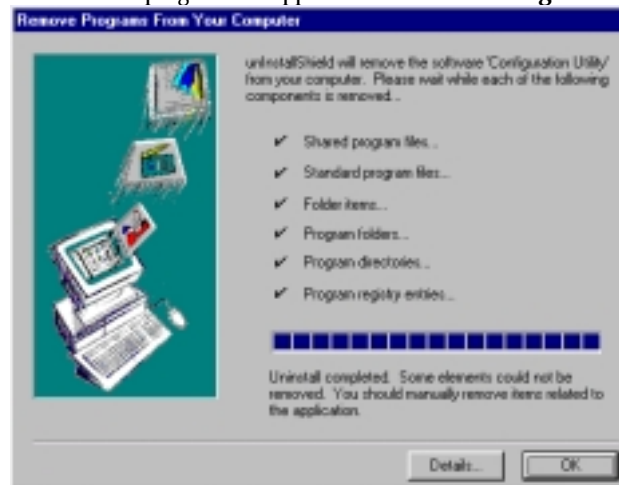 Remove Programs From Your Computer
unInstallShield will remove the software 'Configuration Utility'
from your computer. Please wait while each of the following
components is removed...
✔ Shared program files...
✔ Standard program files...
✔ Folder items...
✔ Program folders...
✔ Program directories...
✔ Program registry entries...
Uninstall completed. Some elements could not be
removed. You should manually remove items related to
the application.
Details...
OK